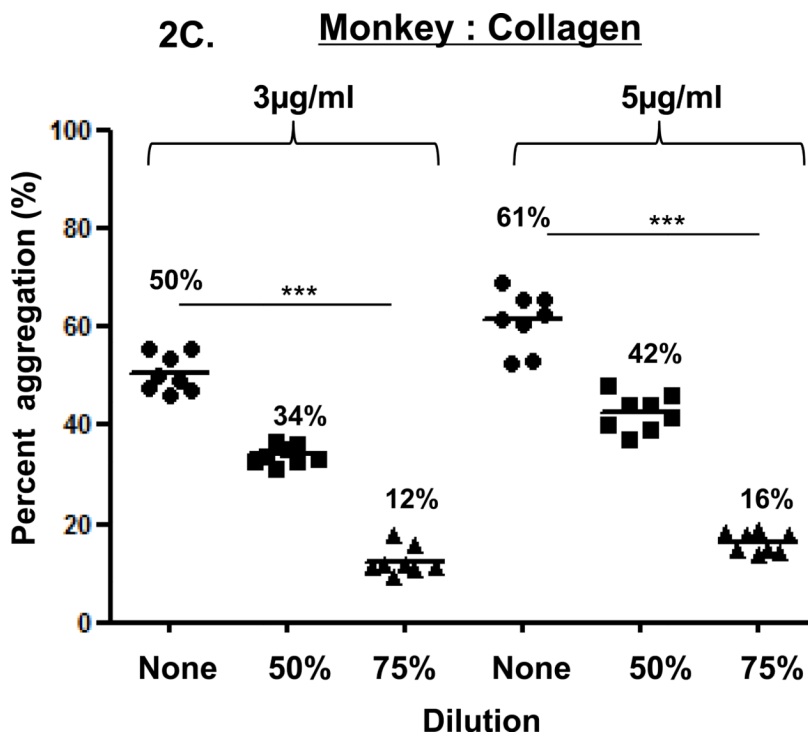 2C. Monkey : Collagen
3µg/ml 5µg/ml
100
80
60
40
20
0
Percent aggregation (%)
50%
***
34%
12%
61%
***
42%
16%
None 50% 75% None 50% 75%
Dilution